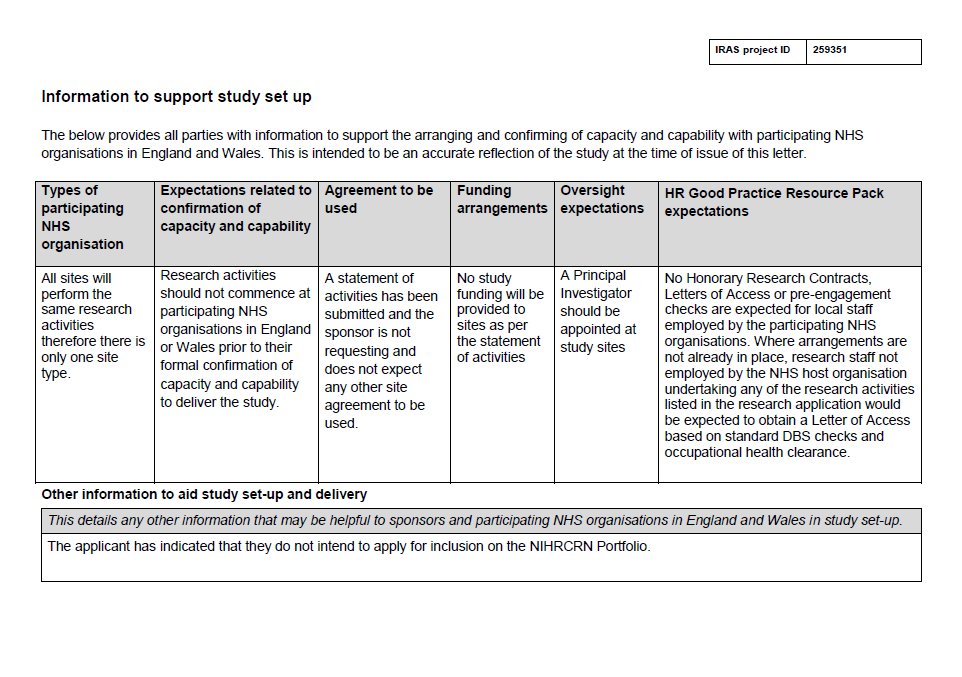 IRAS project ID 259351
Information to support study set up
The below provides all parties with information to support the arranging and confirming of capacity and capability with participating NHS
organisations in England and Wales. This is intended to be an accurate reflection of the study at the time of issue of this letter.
Types of
participating
NHS
organisation
Expectations related to
confirmation of
capacity and capability
Agreement to be
used
Funding
arrangements
Oversight
expectations
HR Good Practice Resource Pack
expectations
All sites will
perform the
same research
activities
therefore there is
only one site
type.
Research activities
should not commence at
participating NHS
organisations in England
or Wales prior to their
formal confirmation of
capacity and capability
to deliver the study.
A statement of
activities has been
submitted and the
sponsor is not
requesting and
does not expect
any other site
agreement to be
used.
No study
funding will be
provided to
sites as per
the statement
of activities
A Principal
Investigator
should be
appointed at
study sites
No Honorary Research Contracts,
Letters of Access or pre-engagement
checks are expected for local staff
employed by the participating NHS
organisations. Where arrangements are
not already in place, research staff not
employed by the NHS host organisation
undertaking any of the research activities
listed in the research application would
be expected to obtain a Letter of Access
based on standard DBS checks and
occupational health clearance.
Other information to aid study set-up and delivery
This details any other information that may be helpful to sponsors and participating NHS organisations in England and Wales in study set-up.
The applicant has indicated that they do not intend to apply for inclusion on the NIHRCRN Portfolio.